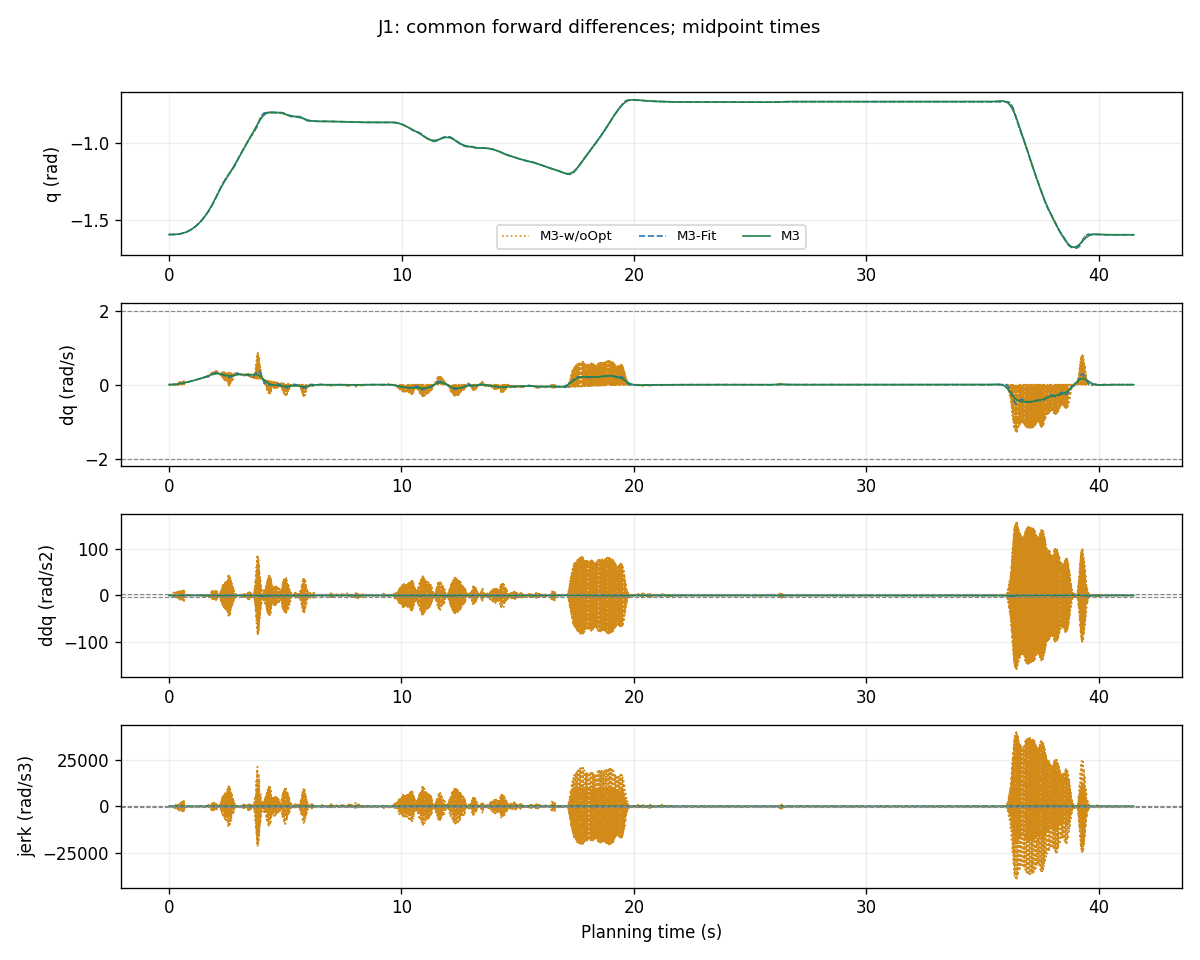 J1: common forward differences; midpoint times
q (rad)
−1.0
−1.5
M3-w/oOpt M3-Fit M3
0 10 20 30 40
dq (rad/s)
2
0
−2
0 10 20 30 40
ddq (rad/s2)
100
0
−100
0 10 20 30 40
jerk (rad/s3)
25000
0
−25000
0 10 20 30 40
Planning time (s)